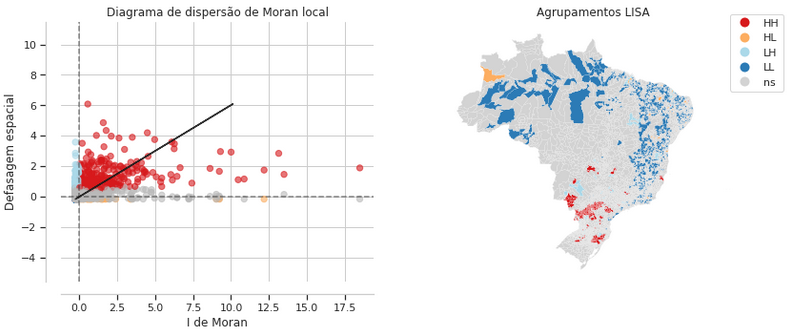 Diagrama de dispersão de Moran local
Defasagem espacial
10
8
6
4
2
0
−2
−4
0.0 2.5 5.0 7.5 10.0 12.5 15.0 17.5
I de Moran
Agrupamentos LISA
HH
HL
LH
LL
ns